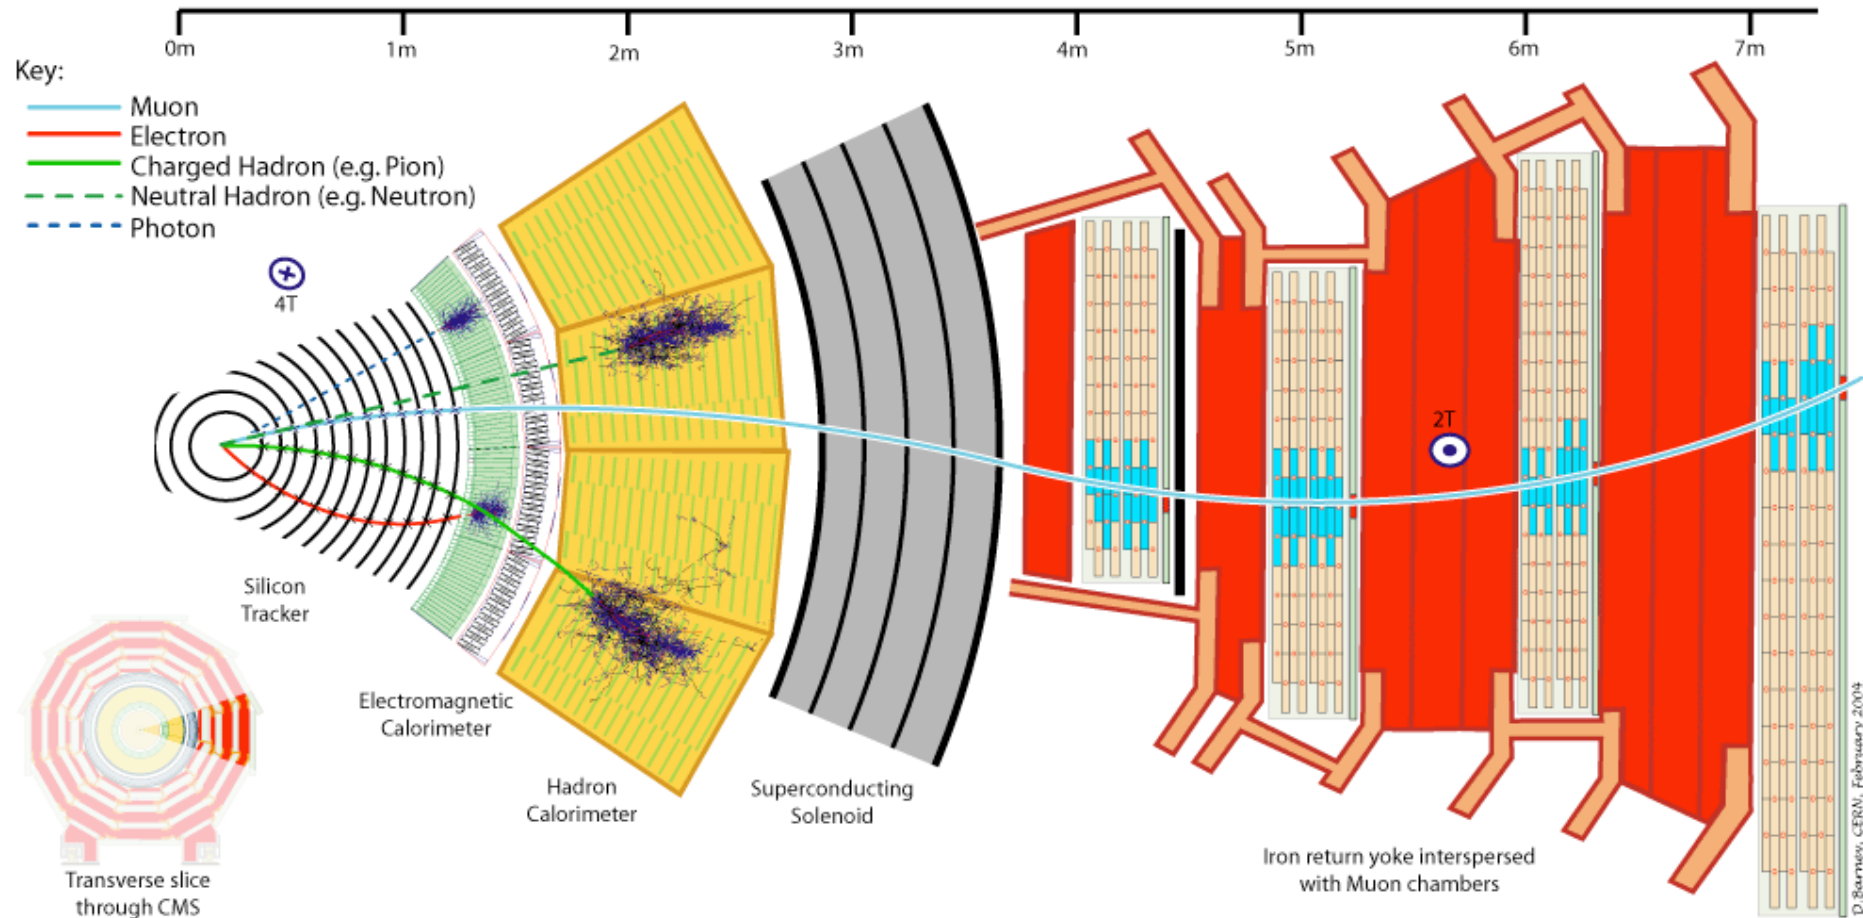 0m 1m 2m 3m 4m 5m 6m 7m
Key:
Muon
Electron
Charged Hadron (e.g. Pion)
Neutral Hadron (e.g. Neutron)
Photon
4T
2T
Silicon
Tracker
Electromagnetic
Calorimeter
Hadron
Calorimeter
Superconducting
Solenoid
Iron return yoke interspersed
with Muon chambers
Transverse slice
through CMS
D. Barney, CERN, February 2004